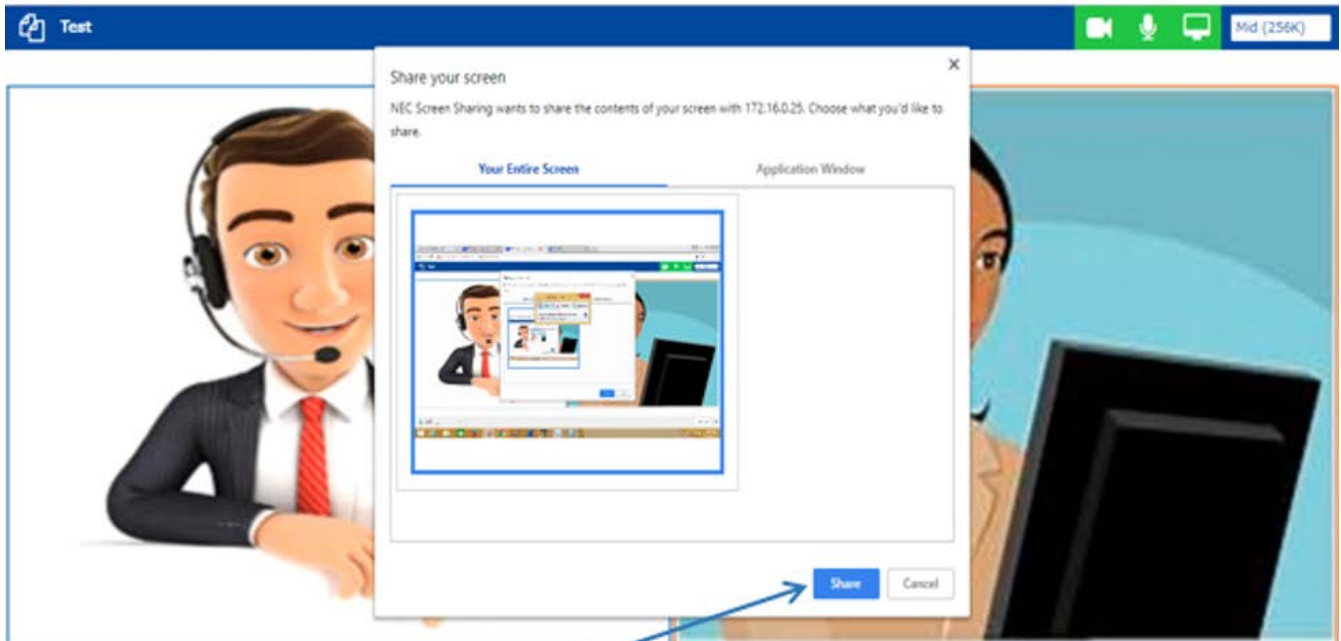 Test
Mid (256K)
Share your screen
X
NEC Screen Sharing wants to share the contents of your screen with 172.16.0.25. Choose what you'd like to
share.
Your Entire Screen
Application Window
Share
Cancel